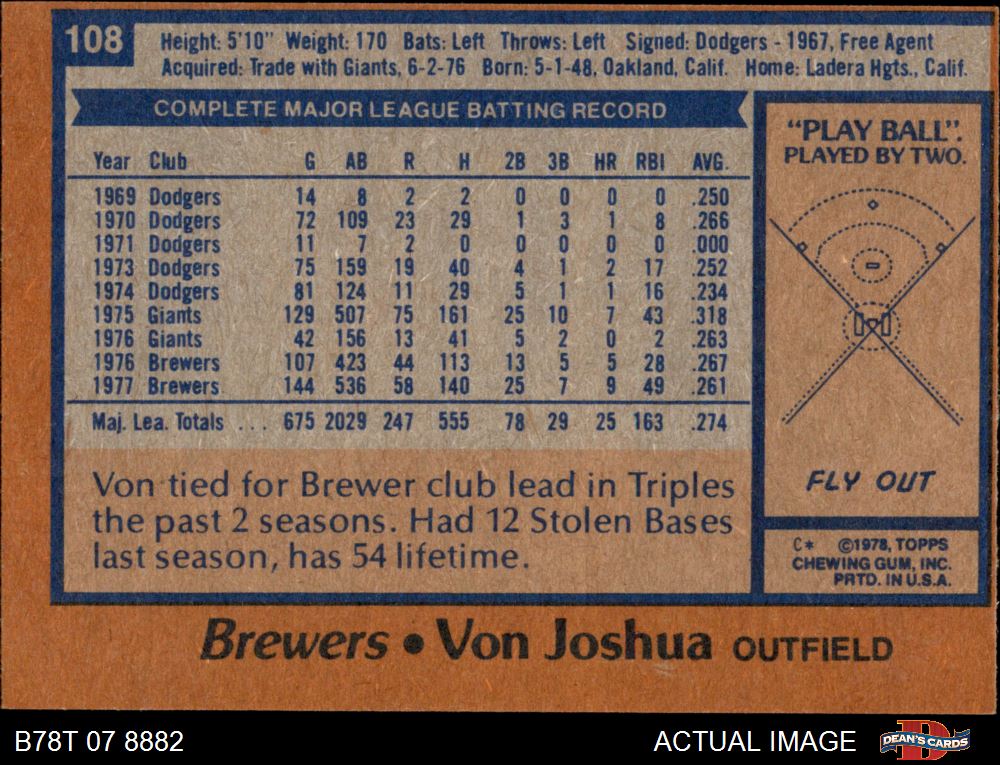 108
Height: 5'10" Weight: 170 Bats: Left Throws: Left Signed: Dodgers - 1967, Free Agent
Acquired: Trade with Giants, 6-2-76 Born: 5-1-48, Oakland, Calif. Home: Ladera Hgts., Calif.
COMPLETE MAJOR LEAGUE BATTING RECORD
Year Club G AB R H 2B 3B HR RBI AVG.
1969 Dodgers 14 8 2 2 0 0 0 0 .250
1970 Dodgers 72 109 23 29 1 3 1 8 .266
1971 Dodgers 11 7 2 0 0 0 0 0 .000
1973 Dodgers 75 159 19 40 4 1 2 17 .252
1974 Dodgers 81 124 11 29 5 1 1 16 .234
1975 Giants 129 507 75 161 25 10 7 43 .318
1976 Giants 42 156 13 41 5 2 0 2 .263
1976 Brewers 107 423 44 113 13 5 5 28 .267
1977 Brewers 144 536 58 140 25 7 9 49 .261
Maj. Lea. Totals ... 675 2029 247 555 78 29 25 163 .274
Von tied for Brewer club lead in Triples
the past 2 seasons. Had 12 Stolen Bases
last season, has 54 lifetime.
"PLAY BALL".
PLAYED BY TWO.
FLY OUT
C* ©1978, TOPPS
CHEWING GUM, INC.
PRTD. IN U.S.A.
Brewers • Von Joshua OUTFIELD
B78T 07 8882
ACTUAL IMAGE
D
DEAN'S CARDS